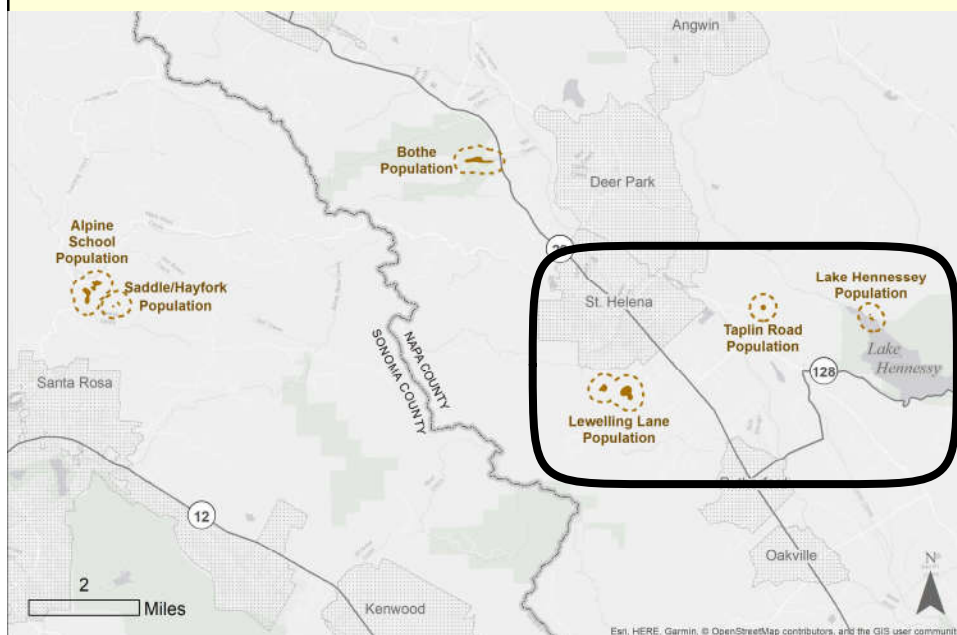 Angwin
Bothe
Population
Deer Park
Alpine
School
Population
Saddle/Hayfork
Population
St. Helena
Lake Hennessey
Population
Taplin Road
Population
Lake
Hennessy
128
NAPA COUNTY
SONOMA COUNTY
Santa Rosa
Lewelling Lane
Population
12
Oakville
N
2
Miles
Kenwood
Esri, HERE, Garmin, © OpenStreetMap contributors, and the GIS user communit